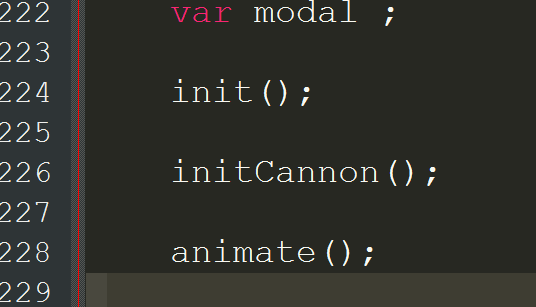 222 var modal ;
223
224 init();
225
226 initCannon();
227
228 animate();
229